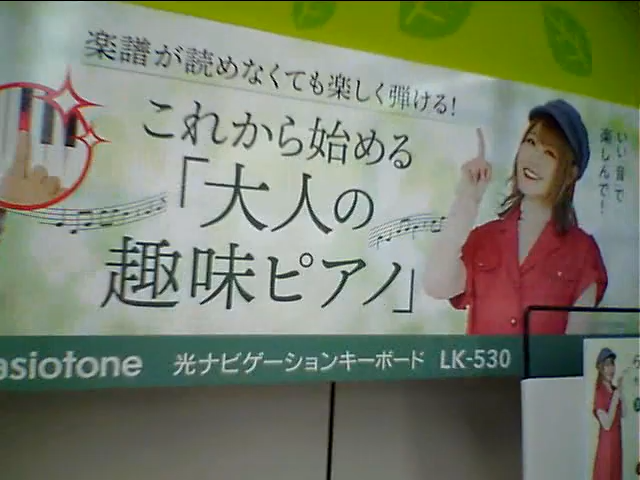 楽譜が読めなくても楽しく弾ける!
これから始める
「大人の
趣味ピアノ」
いい音で
楽しんで!
asiotone 光ナビゲーションキーボード LK-530